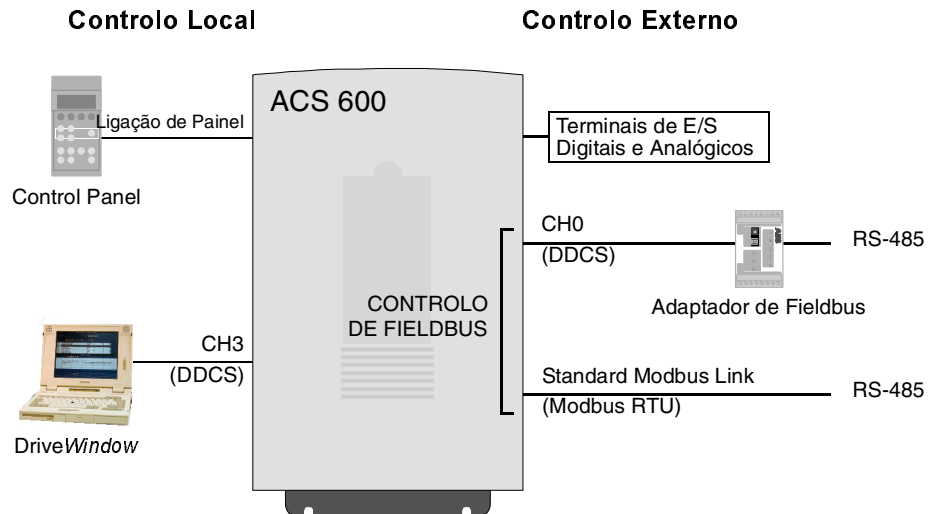 Controlo Local
Controlo Externo
ACS 600
Ligação de Painel
Control Panel
Terminais de E/S
Digitais e Analógicos
CH0
(DDCS)
RS-485
ABB
Adaptador de Fieldbus
CONTROLO
DE FIELDBUS
CH3
(DDCS)
DriveWindow
Standard Modbus Link
(Modbus RTU)
RS-485